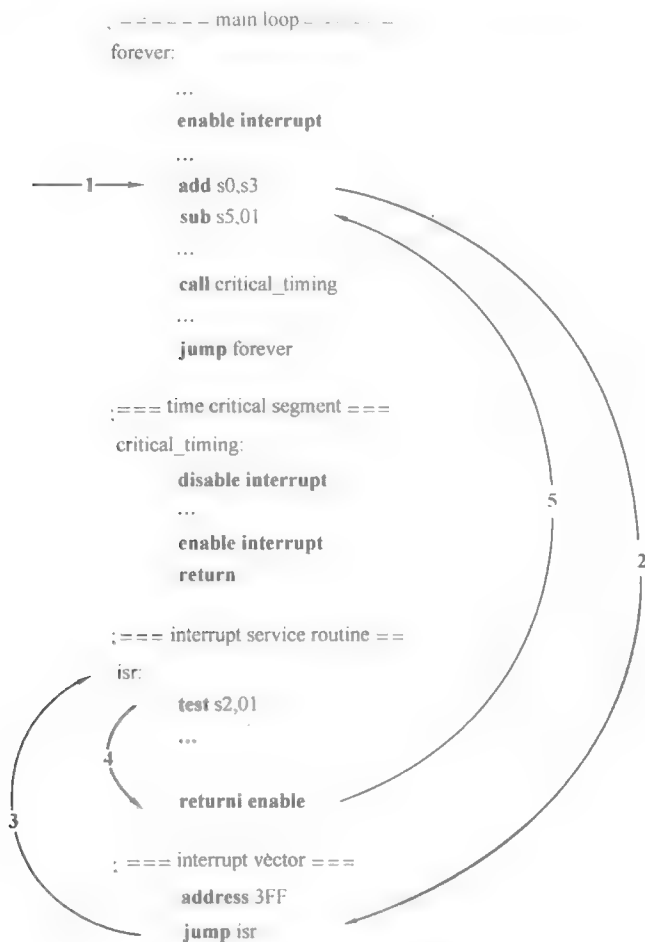 ; ====== main loop ======
forever:
...
enable interrupt
...
1
add s0,s3
sub s5,01
...
call critical_timing
...
jump forever
;=== time critical segment ===
critical_timing:
disable interrupt
...
5
enable interrupt
2
return
;=== interrupt service routine ==
isr:
test s2,01
...
4
returni enable
3
; === interrupt vector ===
address 3FF
jump isr